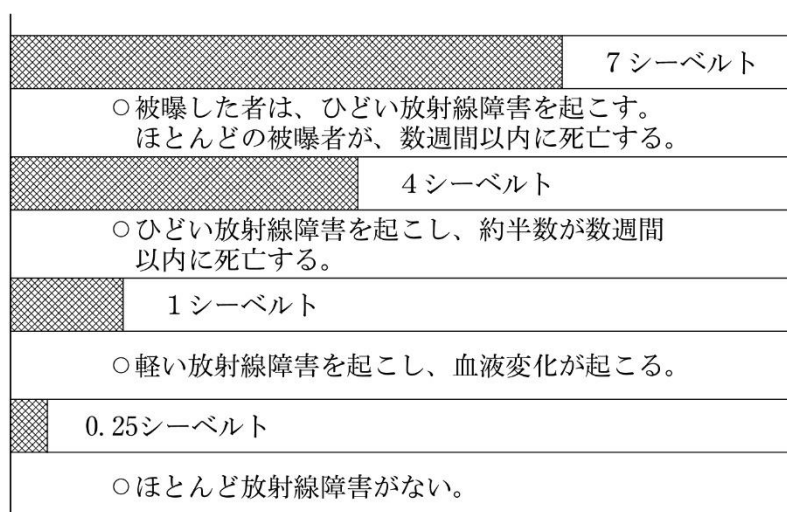 7シーベルト
○被曝した者は、ひどい放射線障害を起こす。
ほとんどの被曝者が、数週間以内に死亡する。
4シーベルト
○ひどい放射線障害を起こし、約半数が数週間
以内に死亡する。
1シーベルト
○軽い放射線障害を起こし、血液変化が起こる。
0.25シーベルト
○ほとんど放射線障害がない。